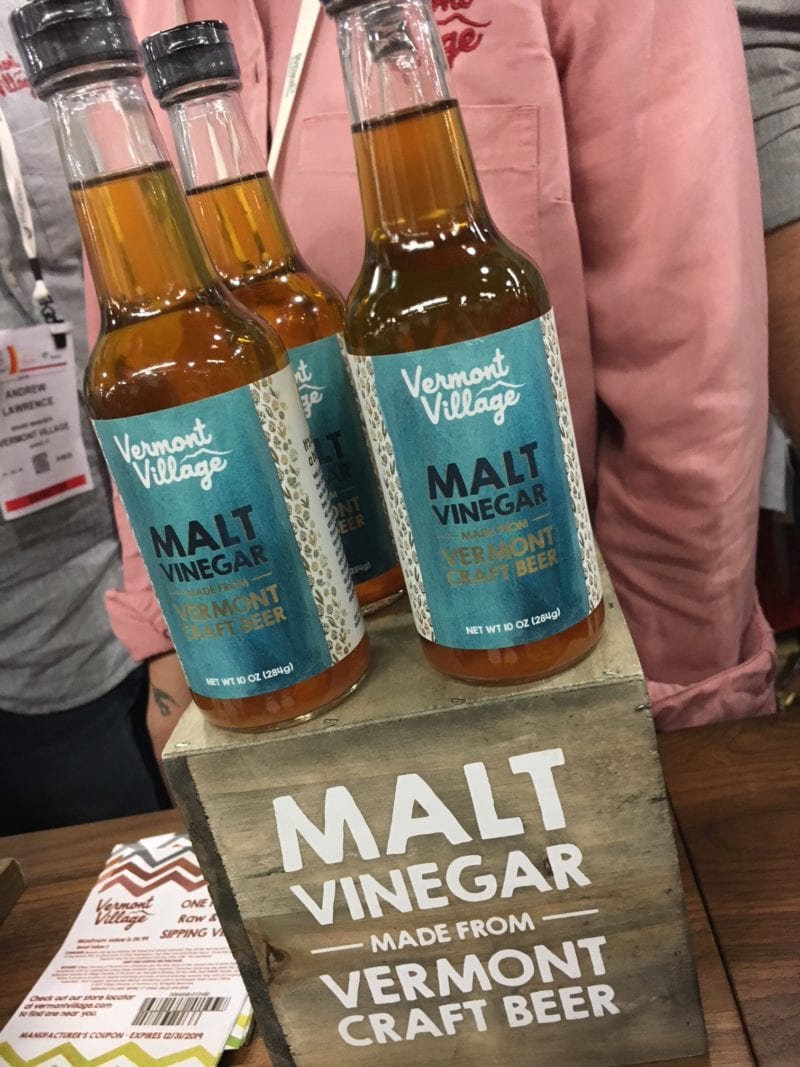 ANDREW
LAWRENCE
VERMONT VILLAGE
Vermont
Village
MALT
VINEGAR
MADE FROM
VERMONT
CRAFT BEER
NET WT 10 OZ (284g)
Vermont
Village
MALT
VINEGAR
MADE FROM
VERMONT
CRAFT BEER
NET WT 10 OZ (284g)
MALT
VINEGAR
MADE FROM
VERMONT
CRAFT BEER
Vermont
Village
ONE
Raw &
SIPPING
Check out our store locator
at vermontvillage.com
to find one near you.
MANUFACTURER'S COUPON - EXPIRES 12/31/2019